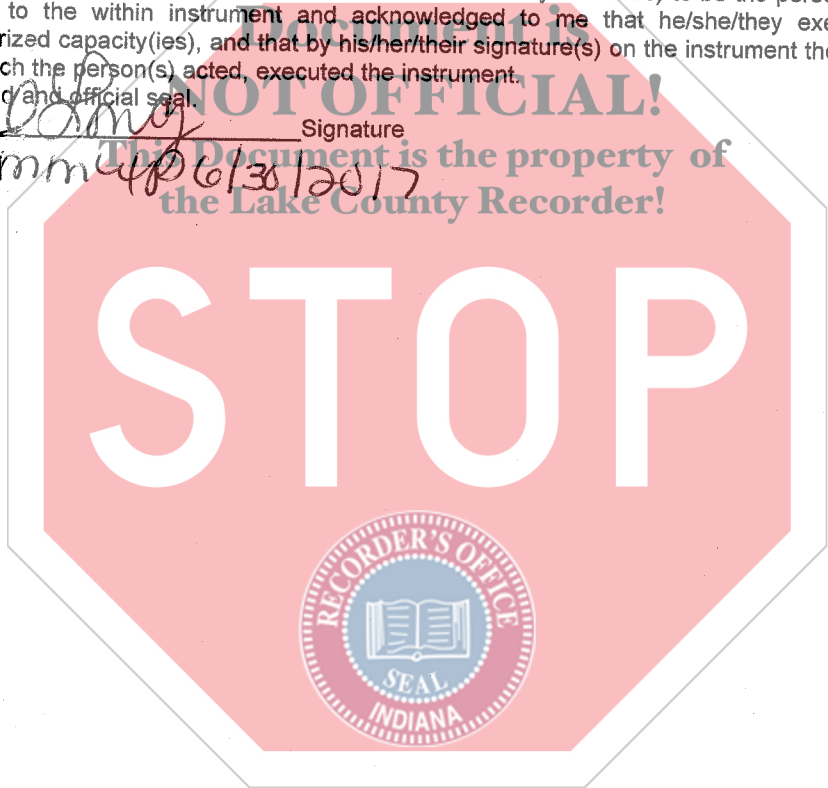 to the within instrument and acknowledged to me that he/she/they exe
rized capacity(ies), and that by his/her/their signature(s) on the instrument the
ch the person(s) acted, executed the instrument.
d and official seal.
Signature
6/30/2017
Document is
NOT OFFICIAL!
This Document is the property of
the Lake County Recorder!
STOP
RECORDER'S OFFICE
SEAL
INDIANA